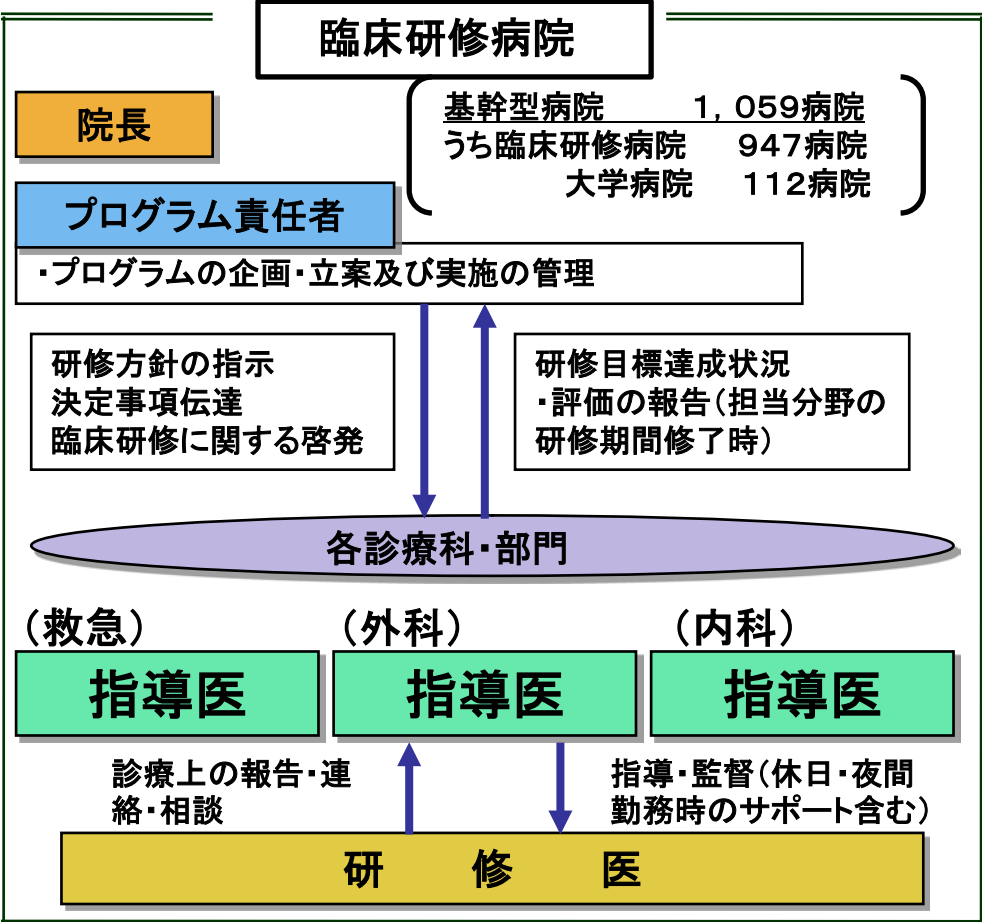 臨床研修病院
院長
基幹型病院　　1，059病院
うち臨床研修病院　947病院
大学病院　112病院
プログラム責任者
・プログラムの企画・立案及び実施の管理
研修方針の指示
決定事項伝達
臨床研修に関する啓発
研修目標達成状況
・評価の報告（担当分野の
研修期間修了時）
各診療科・部門
（救急）　（外科）　（内科）
指導医　指導医　指導医
診療上の報告・連
絡・相談
指導・監督（休日・夜間
勤務時のサポート含む）
研　修　医